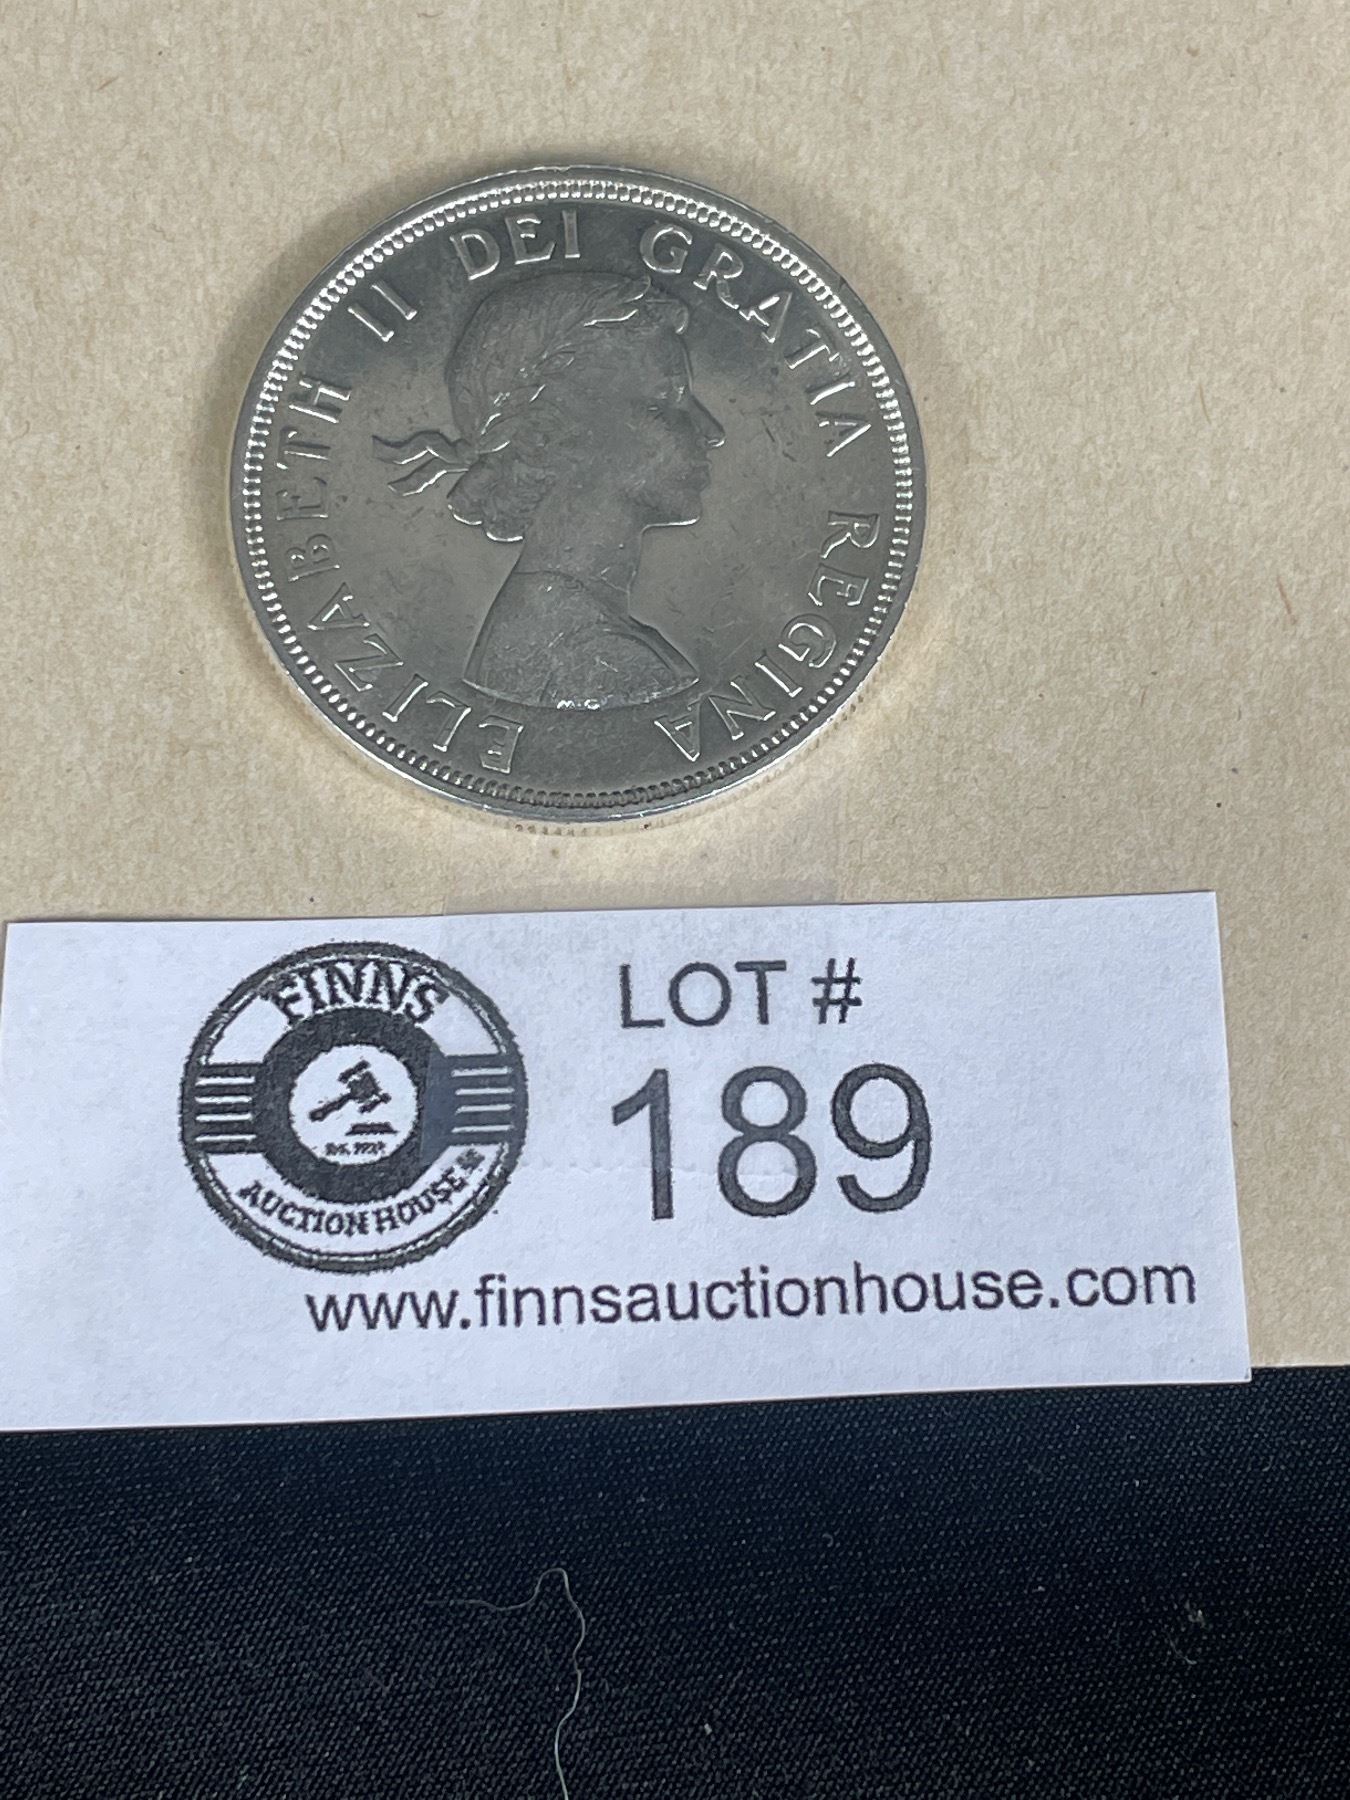 ELIZABETH II DEI GRATIA REGINA
M.G.
FINNS
AUCTION HOUSE
LOT #
189
www.finnsauctionhouse.com